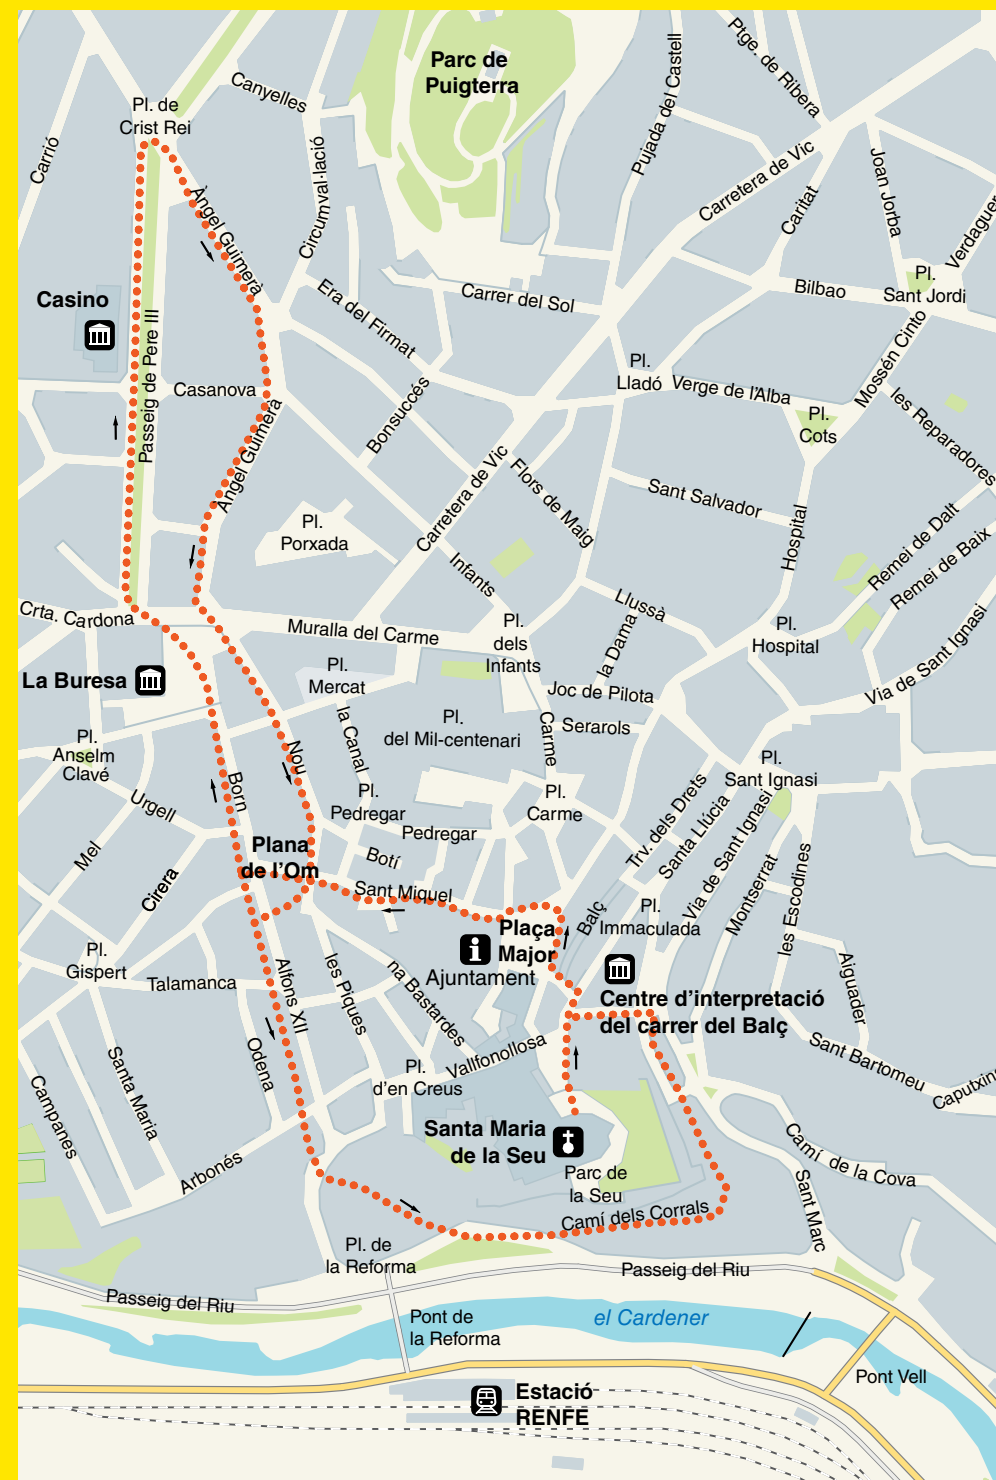 Parc de
Puigterra
Ptge. de Ribera
Pujada del Castell
Canyelles
Pl. de
Crist Rei
Carrió
Circumval·lació
Carretera de Vic
Joan Jorba
Caritat
Verdaguer
Àngel Guimerà
Pl.
Sant Jordi
Bilbao
Casino
Era del Firmat
Carrer del Sol
Passeig de Pere III
Mossén Cinto
Casanova
Pl.
Lladó
Verge de l'Alba
Pl.
Cots
les Reparadores
Bonsuccés
Àngel Guimerà
Carretera de Vic
Flors de Maig
Sant Salvador
Hospital
Pl.
Porxada
Remei de Dalt
Remei de Baix
Infants
Crta. Cardona
Muralla del Carme
Pl.
dels
Infants
Llussà
la Dama
Pl.
Hospital
Via de Sant Ignasi
La Buresa
Pl.
Mercat
Joc de Pilota
Serarols
Carme
la Canal
Pl.
del Mil-centenari
Pl.
Anselm
Clavé
Nou
Born
Pl.
Sant Ignasi
Urgell
Pl.
Pedregar
Pedregar
Pl.
Carme
Trv. dels Drets
Santa Llúcia
Via de Sant Ignasi
Mel
Cirera
Plana
de l'Om
Botí
Sant Miquel
Montserrat
les Escodines
Balç
Pl.
Immaculada
Plaça
Major
Ajuntament
Pl.
Gispert
Talamanca
Alfons XII
les Piques
na Bastardes
Aiguader
Centre d'interpretació
del carrer del Balç
Odena
Santa Maria
Campanes
Vallfonollosa
Pl.
d'en Creus
Sant Bartomeu
Caputxins
Santa Maria
de la Seu
Parc de
la Seu
Arbonés
Camí de la Cova
Sant Marc
Camí dels Corrals
Pl. de
la Reforma
Passeig del Riu
Passeig del Riu
Pont de
la Reforma
el Cardener
Pont Vell
Estació
RENFE